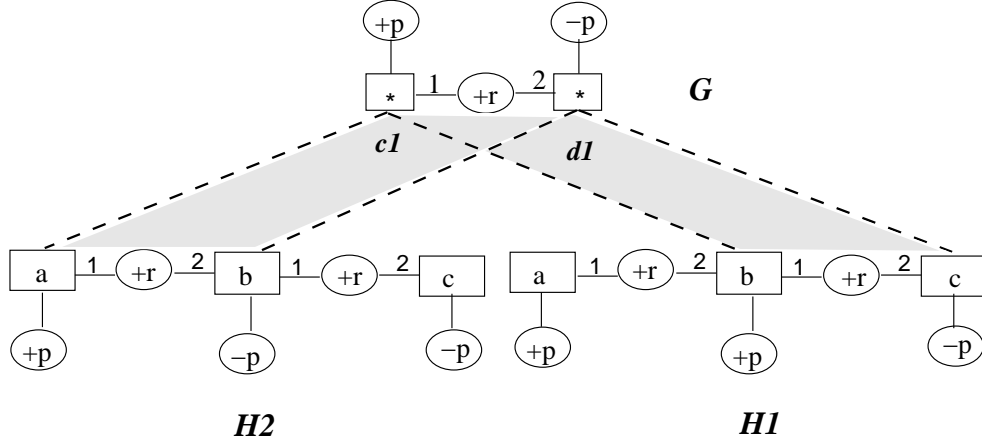 +p −p
* 1 +r 2 * G
c1 d1
a 1 +r 2 b 1 +r 2 c a 1 +r 2 b 1 +r 2 c
+p −p −p +p +p −p
H2 H1